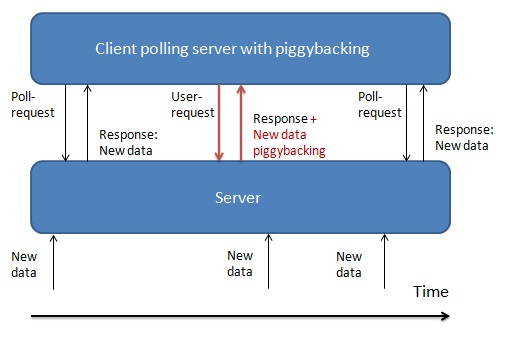 Client polling server with piggybacking
Poll-
request
Response:
New data
User-
request
Response +
New data
piggybacking
Poll-
request
Response:
New data
Server
New
data
New
data
New
data
Time